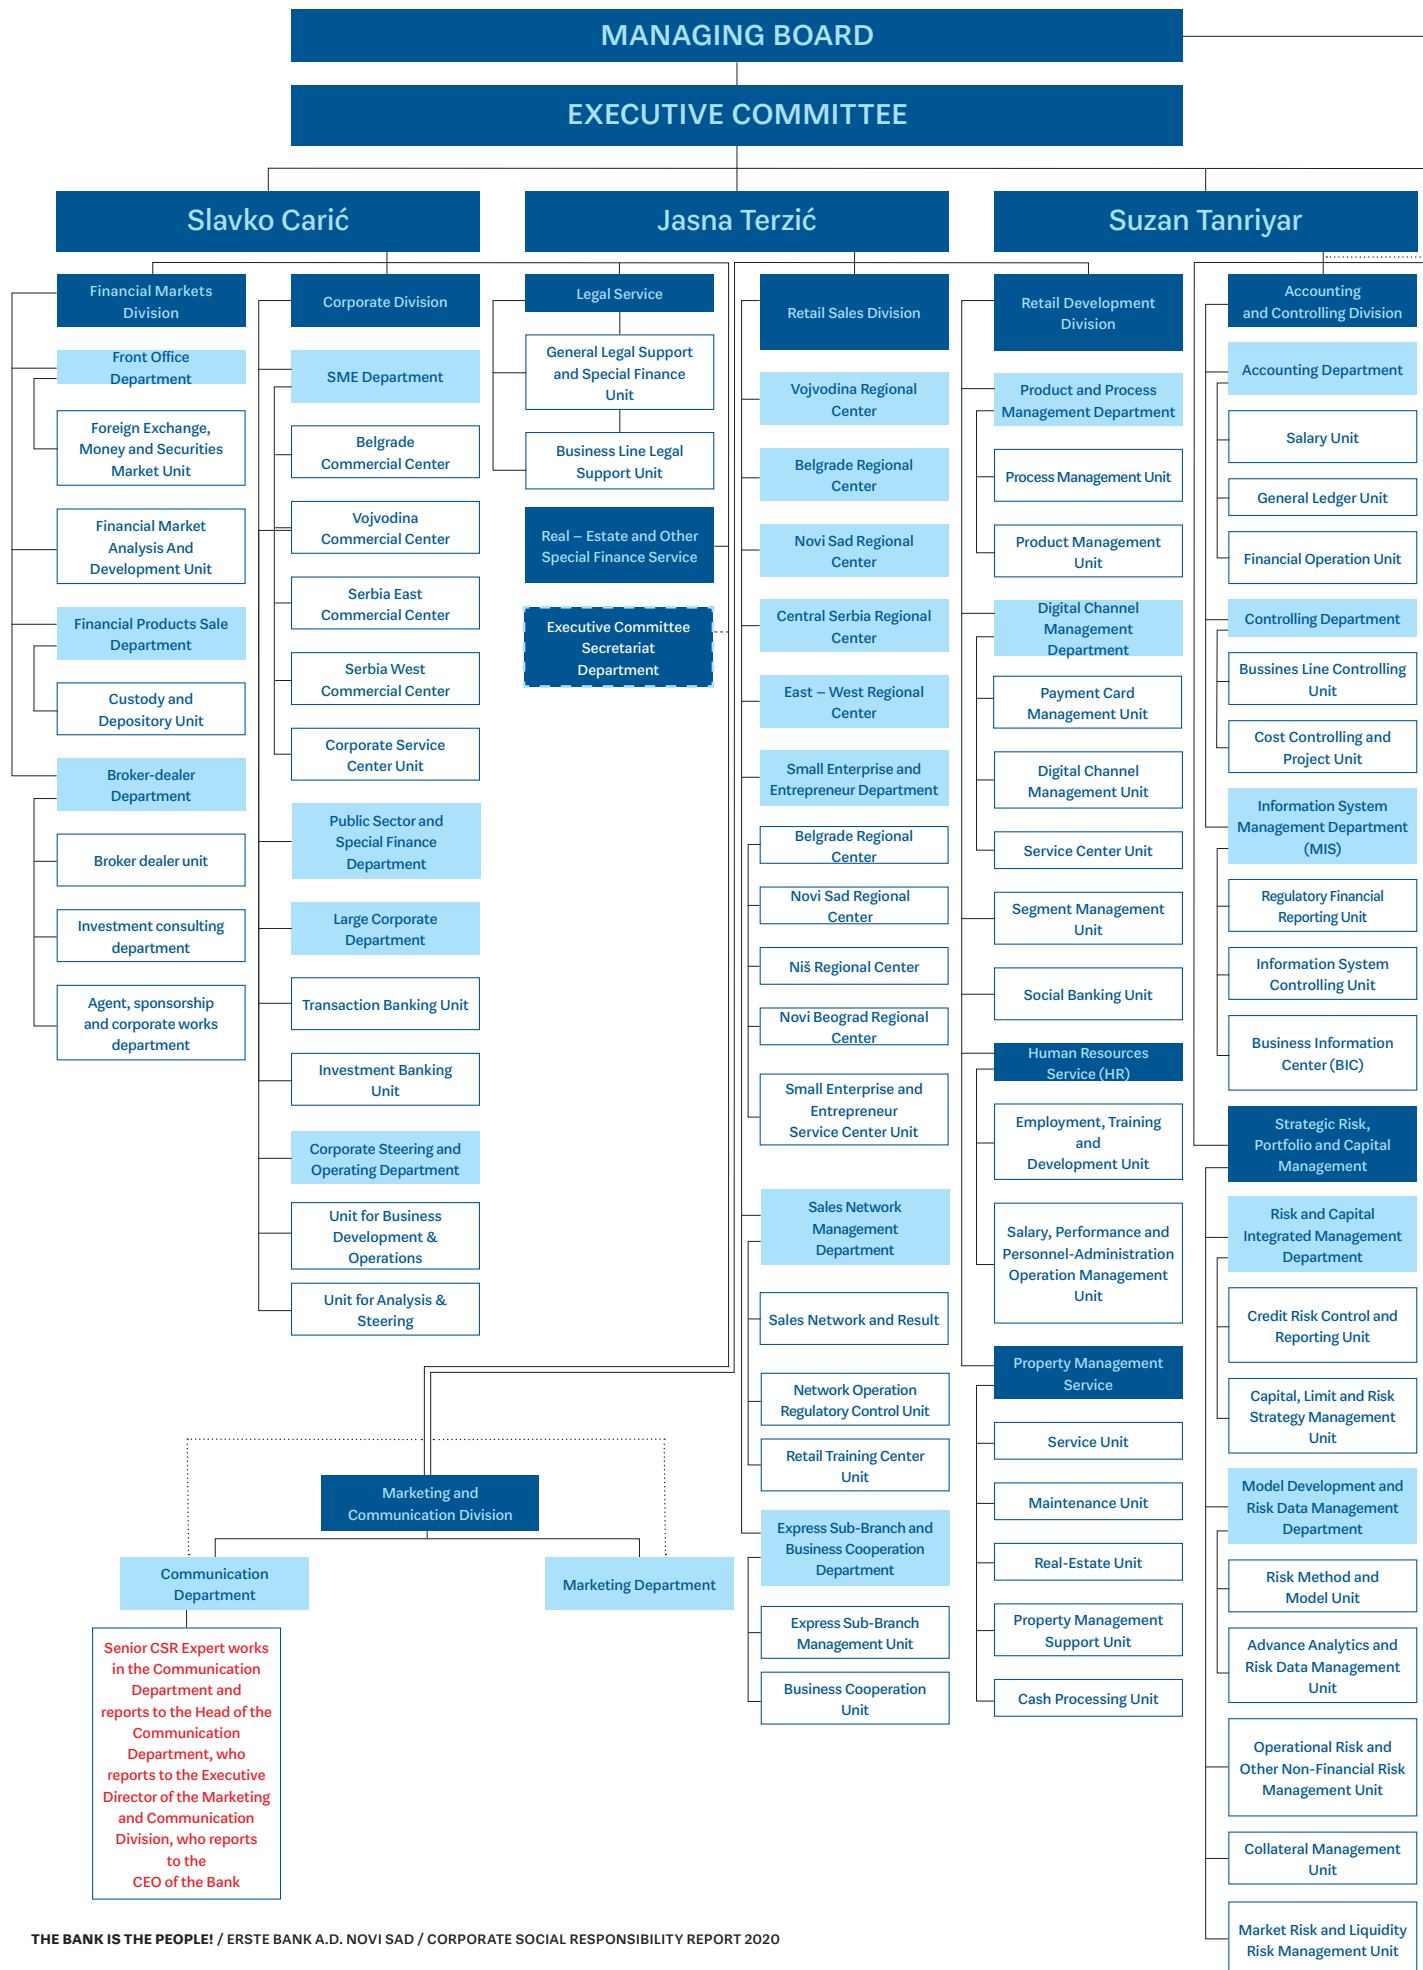 MANAGING BOARD
EXECUTIVE COMMITTEE
Slavko Carić
Financial Markets
Division
Front Office
Department
Foreign Exchange,
Money and Securities
Market Unit
Financial Market
Analysis And
Development Unit
Financial Products Sale
Department
Custody and
Depository Unit
Broker-dealer
Department
Broker dealer unit
Investment consulting
department
Agent, sponsorship
and corporate works
department
Corporate Division
SME Department
Belgrade
Commercial Center
Vojvodina
Commercial Center
Serbia East
Commercial Center
Serbia West
Commercial Center
Corporate Service
Center Unit
Public Sector and
Special Finance
Department
Large Corporate
Department
Transaction Banking Unit
Investment Banking
Unit
Corporate Steering and
Operating Department
Unit for Business
Development &
Operations
Unit for Analysis &
Steering
Legal Service
General Legal Support
and Special Finance
Unit
Business Line Legal
Support Unit
Real – Estate and Other
Special Finance Service
Executive Committee
Secretariat
Department
Marketing and
Communication Division
Communication
Department
Senior CSR Expert works
in the Communication
Department and
reports to the Head of the
Communication
Department, who
reports to the Executive
Director of the Marketing
and Communication
Division, who reports
to the
CEO of the Bank
Marketing Department
Jasna Terzić
Retail Sales Division
Vojvodina Regional
Center
Belgrade Regional
Center
Novi Sad Regional
Center
Central Serbia Regional
Center
East – West Regional
Center
Small Enterprise and
Entrepreneur Department
Belgrade Regional
Center
Novi Sad Regional
Center
Niš Regional Center
Novi Beograd Regional
Center
Small Enterprise and
Entrepreneur
Service Center Unit
Sales Network
Management
Department
Sales Network and Result
Network Operation
Regulatory Control Unit
Retail Training Center
Unit
Express Sub-Branch and
Business Cooperation
Department
Express Sub-Branch
Management Unit
Business Cooperation
Unit
Retail Development
Division
Product and Process
Management Department
Process Management Unit
Product Management
Unit
Digital Channel
Management
Department
Payment Card
Management Unit
Digital Channel
Management Unit
Service Center Unit
Segment Management
Unit
Social Banking Unit
Human Resources
Service (HR)
Employment, Training
and
Development Unit
Salary, Performance and
Personnel-Administration
Operation Management
Unit
Property Management
Service
Service Unit
Maintenance Unit
Real-Estate Unit
Property Management
Support Unit
Cash Processing Unit
Suzan Tanriyar
Accounting
and Controlling Division
Accounting Department
Salary Unit
General Ledger Unit
Financial Operation Unit
Controlling Department
Bussines Line Controlling
Unit
Cost Controlling and
Project Unit
Information System
Management Department
(MIS)
Regulatory Financial
Reporting Unit
Information System
Controlling Unit
Business Information
Center (BIC)
Strategic Risk,
Portfolio and Capital
Management
Risk and Capital
Integrated Management
Department
Credit Risk Control and
Reporting Unit
Capital, Limit and Risk
Strategy Management
Unit
Model Development and
Risk Data Management
Department
Risk Method and
Model Unit
Advance Analytics and
Risk Data Management
Unit
Operational Risk and
Other Non-Financial Risk
Management Unit
Collateral Management
Unit
Market Risk and Liquidity
Risk Management Unit
THE BANK IS THE PEOPLE! / ERSTE BANK A.D. NOVI SAD / CORPORATE SOCIAL RESPONSIBILITY REPORT 2020